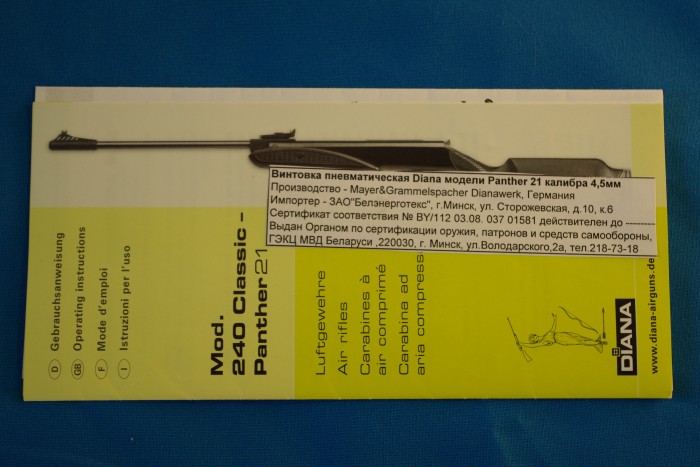 Винтовка пневматическая Diana модели Panther 21 калибра 4,5мм
Производство - Mayer&Grammelspacher Dianawerk, Германия
Импортер - ЗАО"Белэнерготекс", г.Минск, ул. Сторожевская, д.10, к.6
Сертификат соответствия № BY/112 03.08. 037 01581 действителен до ----------
Выдан Органом по сертификации оружия, патронов и средств самообороны,
ГЭКЦ МВД Беларуси ,220030, г. Минск, ул.Володарского,2а, тел.218-73-18
D Gebrauchsanweisung
GB Operating instructions
F Mode d'emploi
I Istruzioni per l'uso
Mod.
240 Classic –
Panther 21
Luftgewehre
Air rifles
Carabines à
air comprimé
Carabina ad
aria compress
DIANA
www.diana-airguns.de